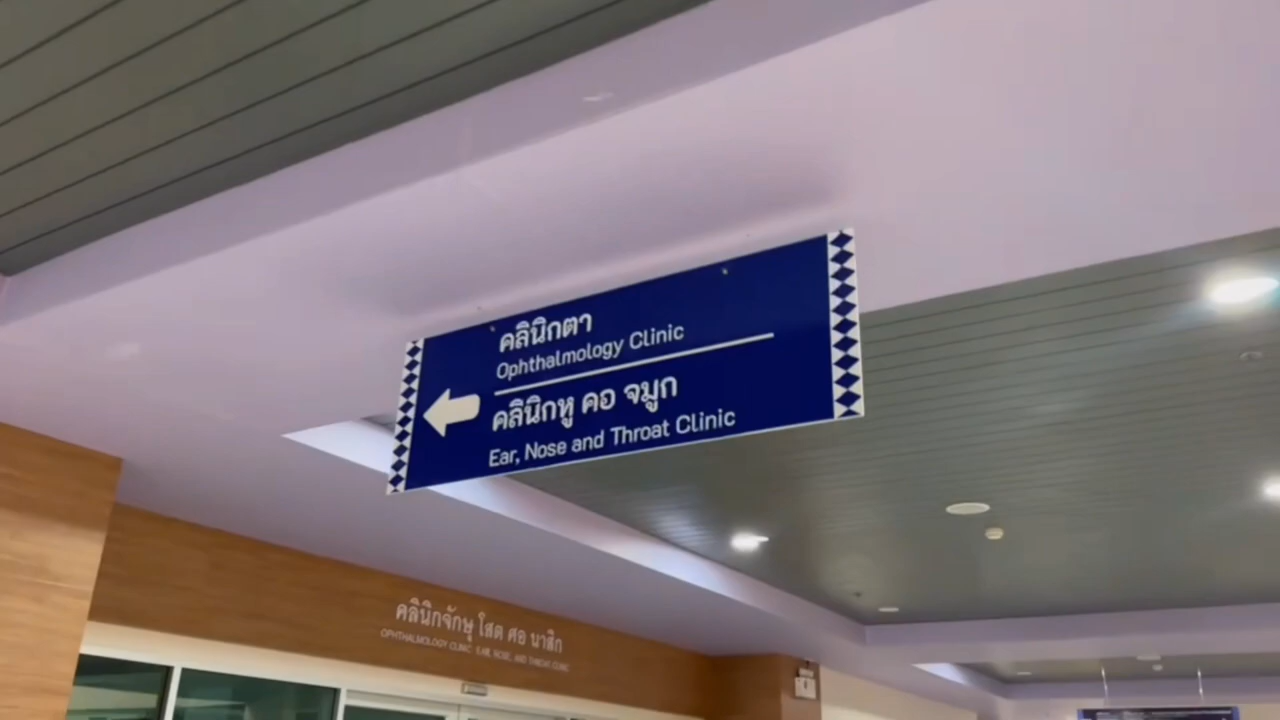 คลินิกตา
Ophthalmology Clinic
คลินิกหู คอ จมูก
Ear, Nose and Throat Clinic
คลินิกจักษุ โสต ศอ นาสิก
OPHTHALMOLOGY CLINIC EAR, NOSE, AND THROAT CLINIC